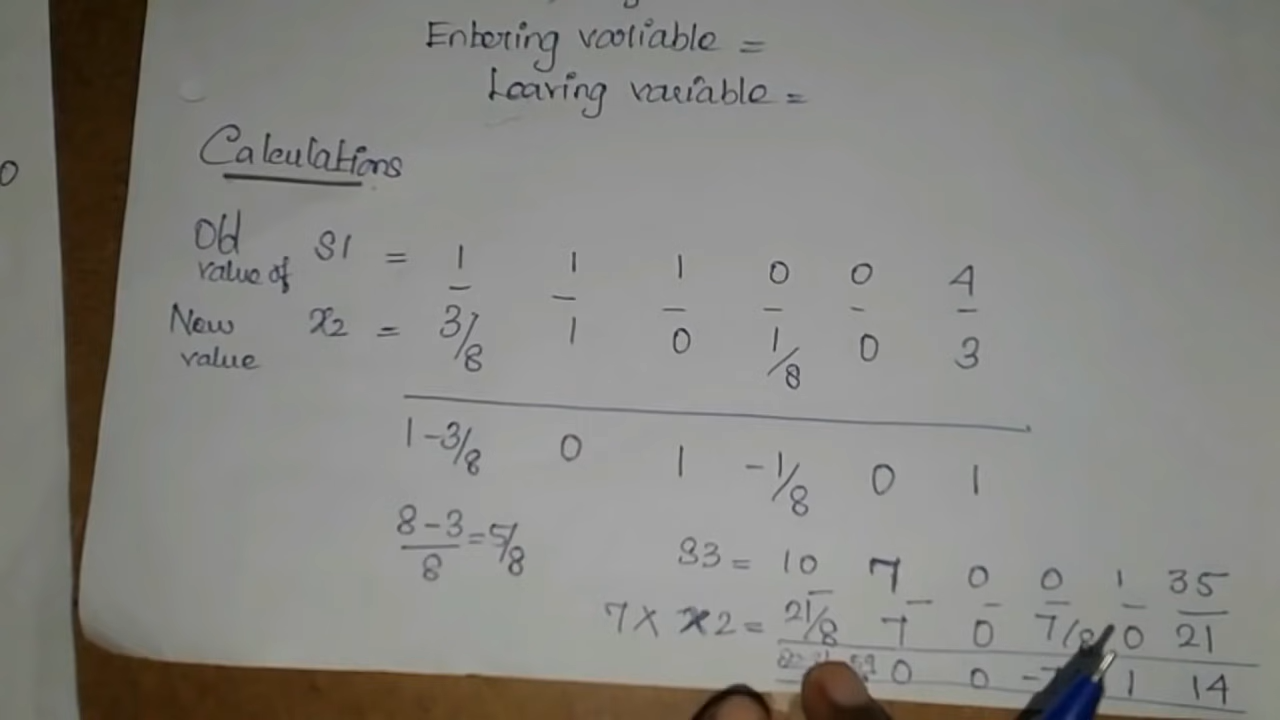 Entering variable =
Leaving variable =
Calculations
Old value of S1 = 1 1 1 0 0 4
— — — — — —
New value x2 = 3/8 1 0 1/8 0 3
1-3/8 0 1 -1/8 0 1
8-3/8 = 5/8
S3 = 10 7 0 0 1 35
— — — — — —
7 X x2 = 21/8 7 0 7/8 0 21
0 0 1 14
0